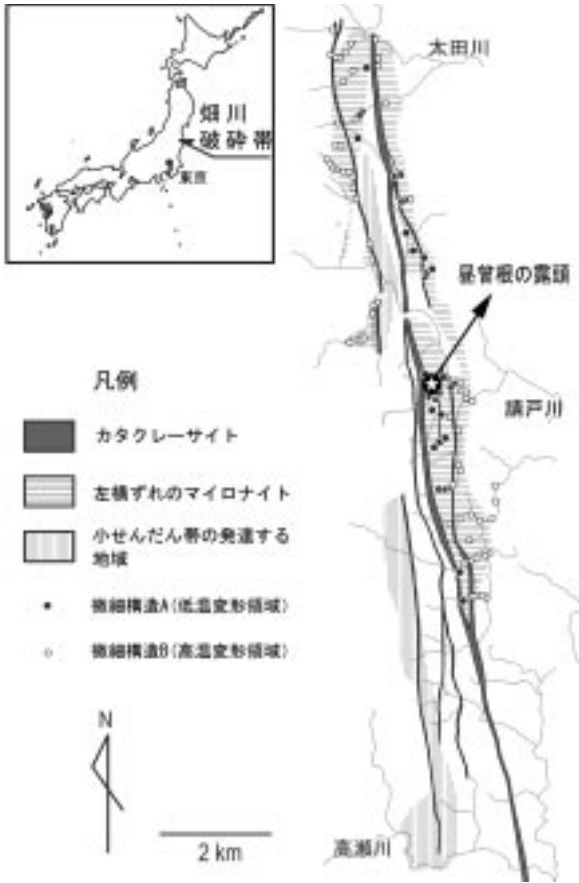 畑川
破砕帯
東京
太田川
昼曽根の露頭
請戸川
凡例
カタクレーサイト
左横ずれのマイロナイト
小せんだん帯の発達する
地域
微細構造A(低温変形領域)
微細構造B(高温変形領域)
N
2 km
高瀬川